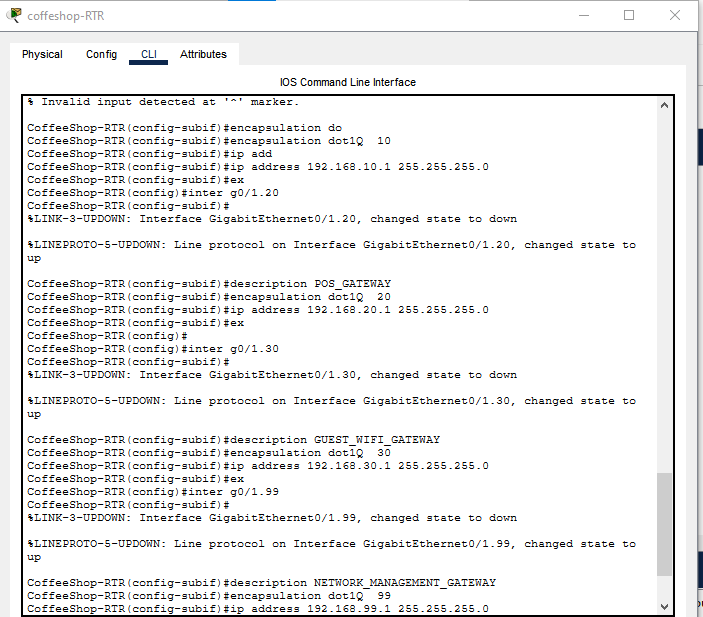 coffeshop-RTR
Physical Config CLI Attributes
IOS Command Line Interface
% Invalid input detected at '^' marker.
CoffeeShop-RTR(config-subif)#encapsulation do
CoffeeShop-RTR(config-subif)#encapsulation dot1Q  10
CoffeeShop-RTR(config-subif)#ip add
CoffeeShop-RTR(config-subif)#ip address 192.168.10.1 255.255.255.0
CoffeeShop-RTR(config-subif)#ex
CoffeeShop-RTR(config)#inter g0/1.20
CoffeeShop-RTR(config-subif)#
%LINK-3-UPDOWN: Interface GigabitEthernet0/1.20, changed state to down
%LINEPROTO-5-UPDOWN: Line protocol on Interface GigabitEthernet0/1.20, changed state to
up
CoffeeShop-RTR(config-subif)#description POS_GATEWAY
CoffeeShop-RTR(config-subif)#encapsulation dot1Q  20
CoffeeShop-RTR(config-subif)#ip address 192.168.20.1 255.255.255.0
CoffeeShop-RTR(config-subif)#ex
CoffeeShop-RTR(config)#
CoffeeShop-RTR(config)#inter g0/1.30
CoffeeShop-RTR(config-subif)#
%LINK-3-UPDOWN: Interface GigabitEthernet0/1.30, changed state to down
%LINEPROTO-5-UPDOWN: Line protocol on Interface GigabitEthernet0/1.30, changed state to
up
CoffeeShop-RTR(config-subif)#description GUEST_WIFI_GATEWAY
CoffeeShop-RTR(config-subif)#encapsulation dot1Q  30
CoffeeShop-RTR(config-subif)#ip address 192.168.30.1 255.255.255.0
CoffeeShop-RTR(config-subif)#ex
CoffeeShop-RTR(config)#inter g0/1.99
CoffeeShop-RTR(config-subif)#
%LINK-3-UPDOWN: Interface GigabitEthernet0/1.99, changed state to down
%LINEPROTO-5-UPDOWN: Line protocol on Interface GigabitEthernet0/1.99, changed state to
up
CoffeeShop-RTR(config-subif)#description NETWORK_MANAGEMENT_GATEWAY
CoffeeShop-RTR(config-subif)#encapsulation dot1Q  99
CoffeeShop-RTR(config-subif)#ip address 192.168.99.1 255.255.255.0